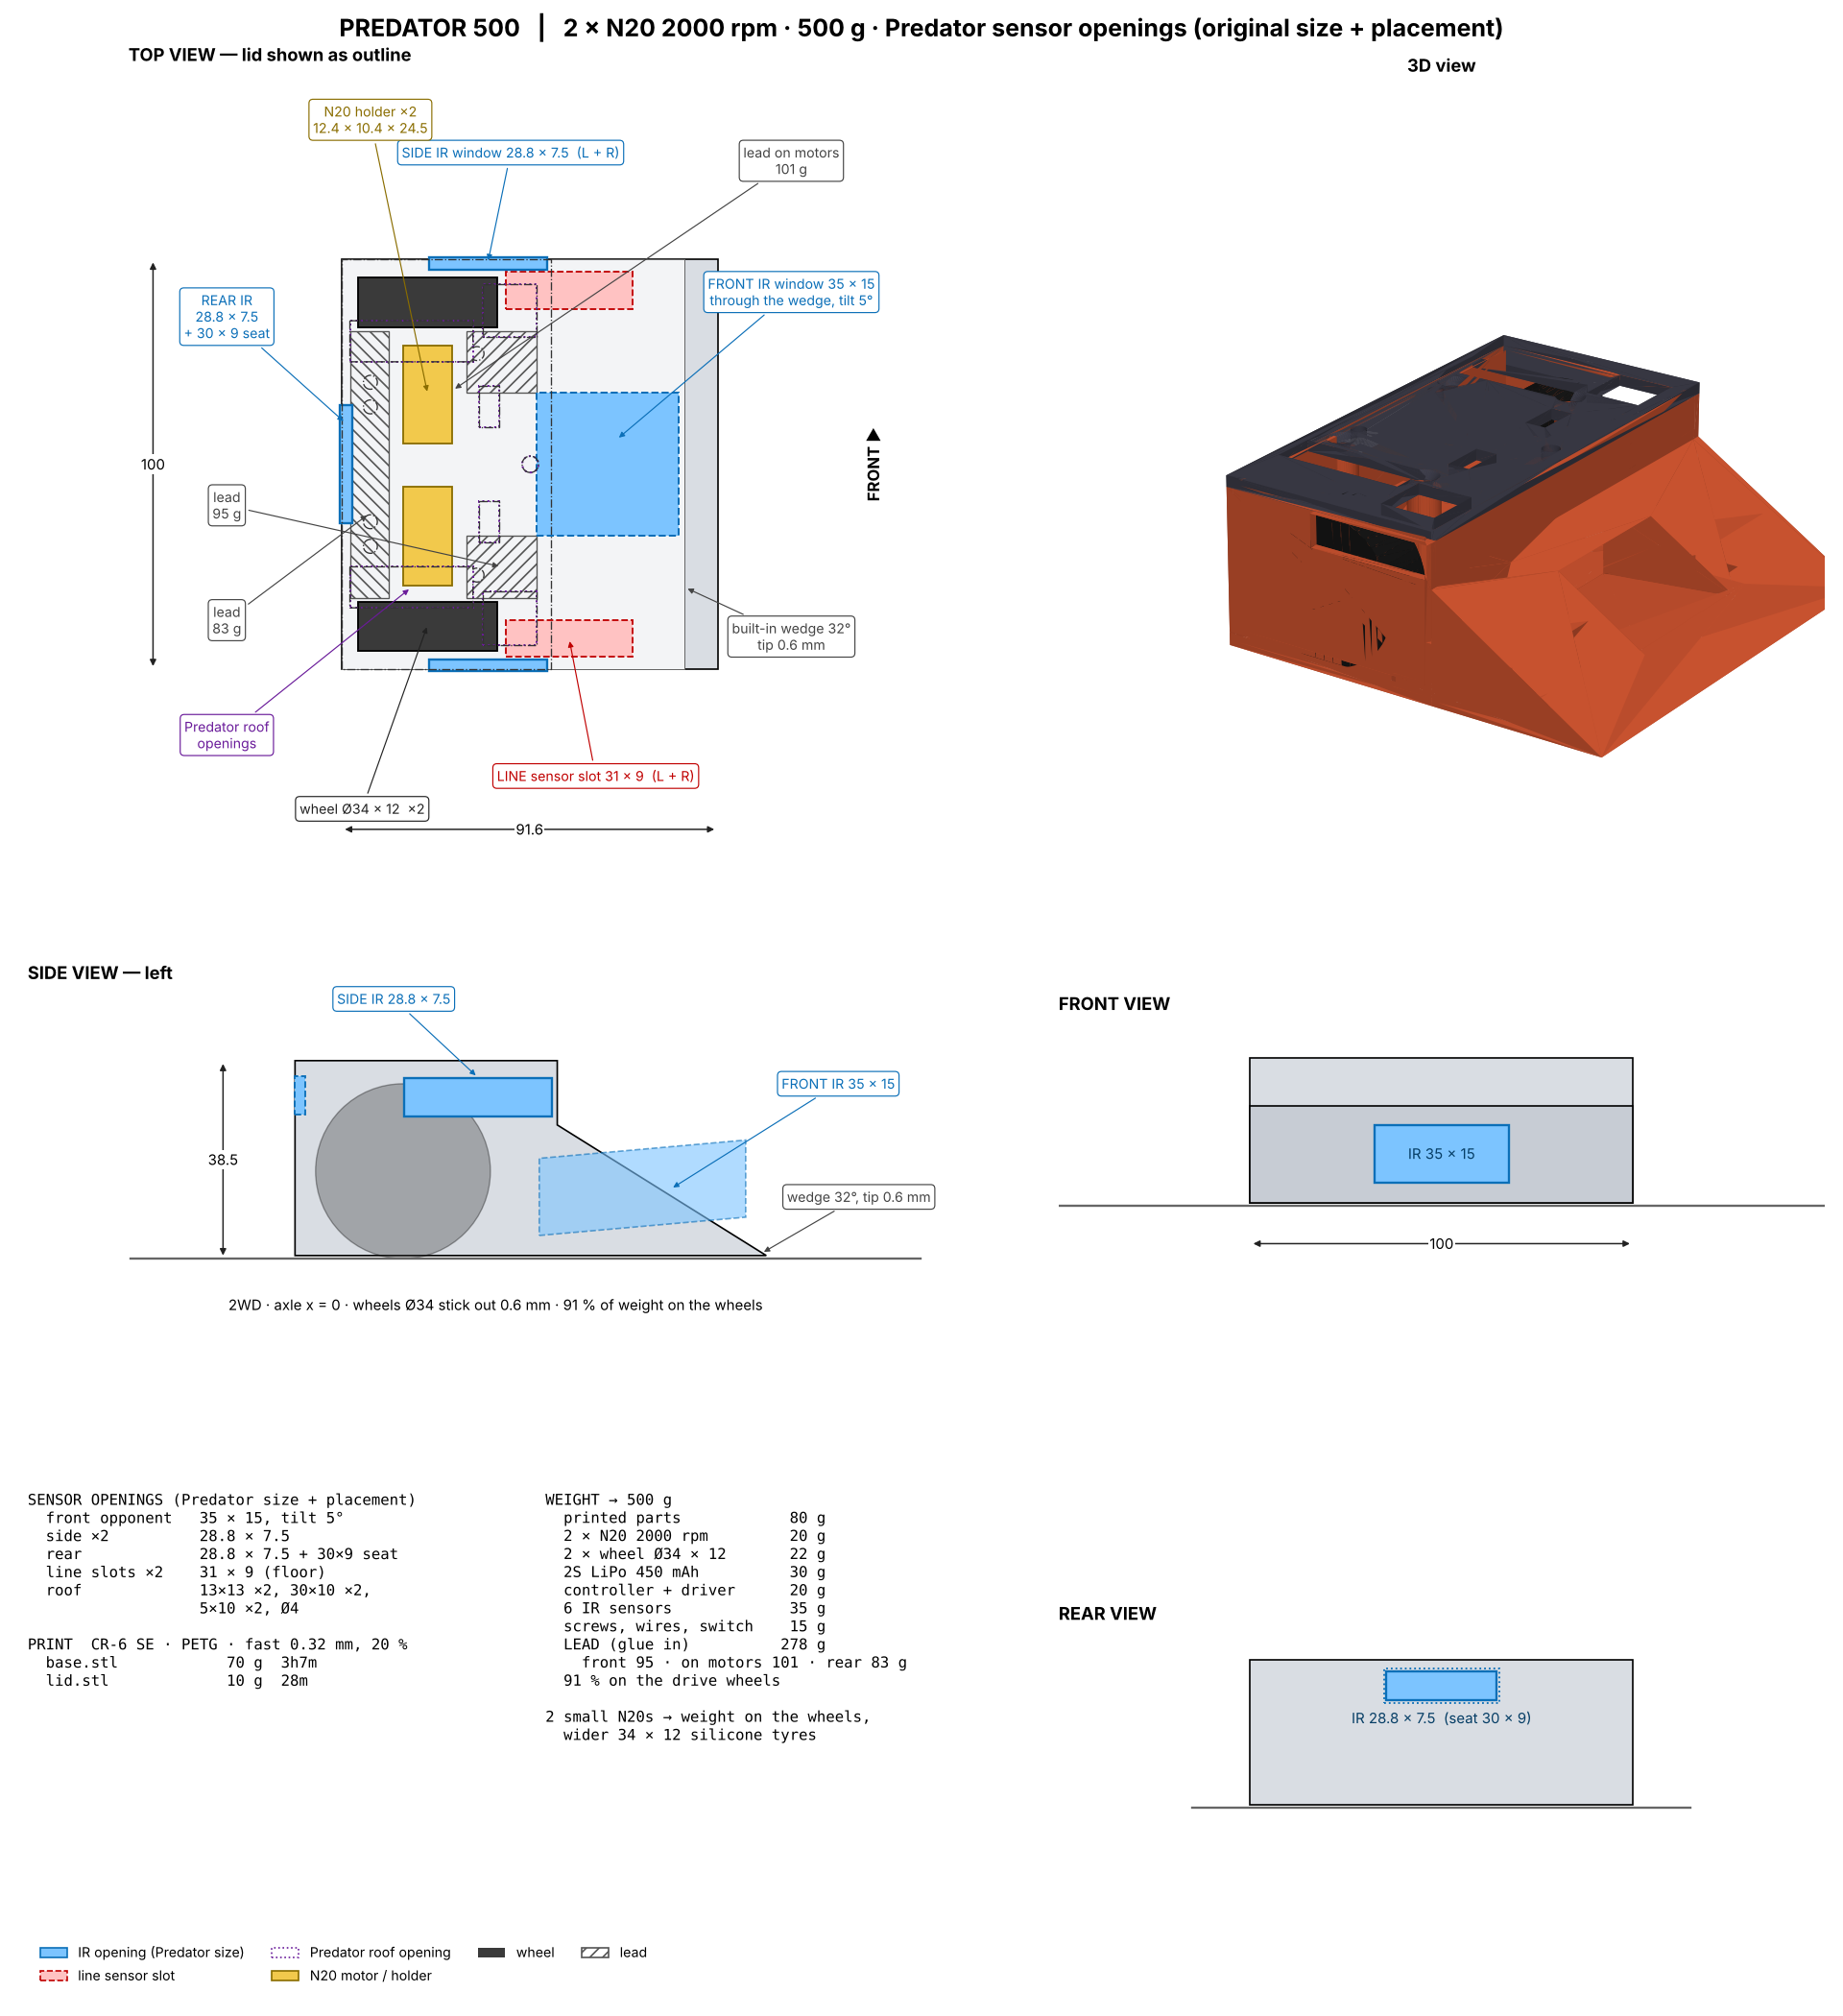 PREDATOR 500 | 2 × N20 2000 rpm · 500 g · Predator sensor openings (original size + placement)
TOP VIEW — lid shown as outline
3D view
N20 holder ×2
12.4 × 10.4 × 24.5
SIDE IR window 28.8 × 7.5 (L + R)
lead on motors
101 g
REAR IR
28.8 × 7.5
+ 30 × 9 seat
FRONT IR window 35 × 15
through the wedge, tilt 5°
100
FRONT ▶
lead
95 g
lead
83 g
built-in wedge 32°
tip 0.6 mm
Predator roof
openings
LINE sensor slot 31 × 9 (L + R)
wheel Ø34 × 12 ×2
91.6
SIDE VIEW — left
SIDE IR 28.8 × 7.5
FRONT IR 35 × 15
38.5
wedge 32°, tip 0.6 mm
2WD · axle x = 0 · wheels Ø34 stick out 0.6 mm · 91 % of weight on the wheels
FRONT VIEW
IR 35 × 15
100
SENSOR OPENINGS (Predator size + placement)
front opponent 35 × 15, tilt 5°
side ×2 28.8 × 7.5
rear 28.8 × 7.5 + 30×9 seat
line slots ×2 31 × 9 (floor)
roof 13×13 ×2, 30×10 ×2,
5×10 ×2, Ø4
PRINT CR-6 SE · PETG · fast 0.32 mm, 20 %
base.stl 70 g 3h7m
lid.stl 10 g 28m
WEIGHT → 500 g
printed parts 80 g
2 × N20 2000 rpm 20 g
2 × wheel Ø34 × 12 22 g
2S LiPo 450 mAh 30 g
controller + driver 20 g
6 IR sensors 35 g
screws, wires, switch 15 g
LEAD (glue in) 278 g
front 95 · on motors 101 · rear 83 g
91 % on the drive wheels
2 small N20s → weight on the wheels,
wider 34 × 12 silicone tyres
REAR VIEW
IR 28.8 × 7.5 (seat 30 × 9)
IR opening (Predator size)
line sensor slot
Predator roof opening
N20 motor / holder
wheel
lead